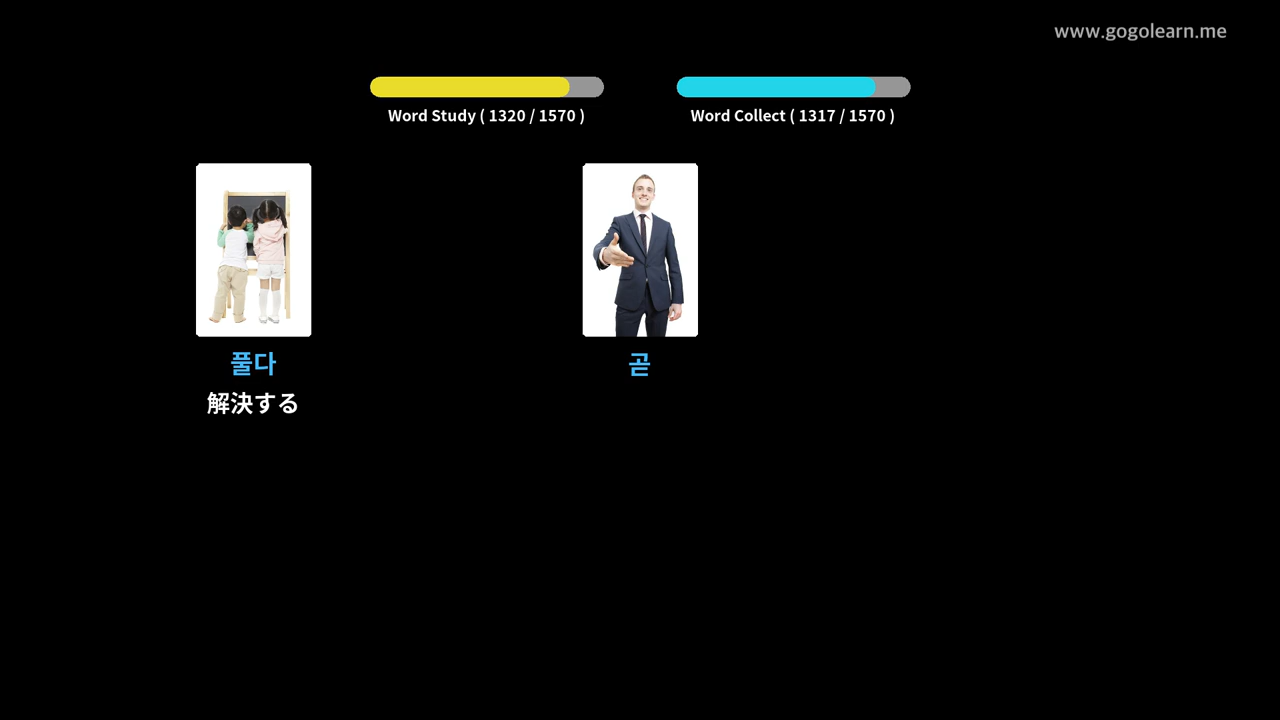 www.gogolearn.me
Word Study ( 1320 / 1570 )
Word Collect ( 1317 / 1570 )
풀다
解決する
곧